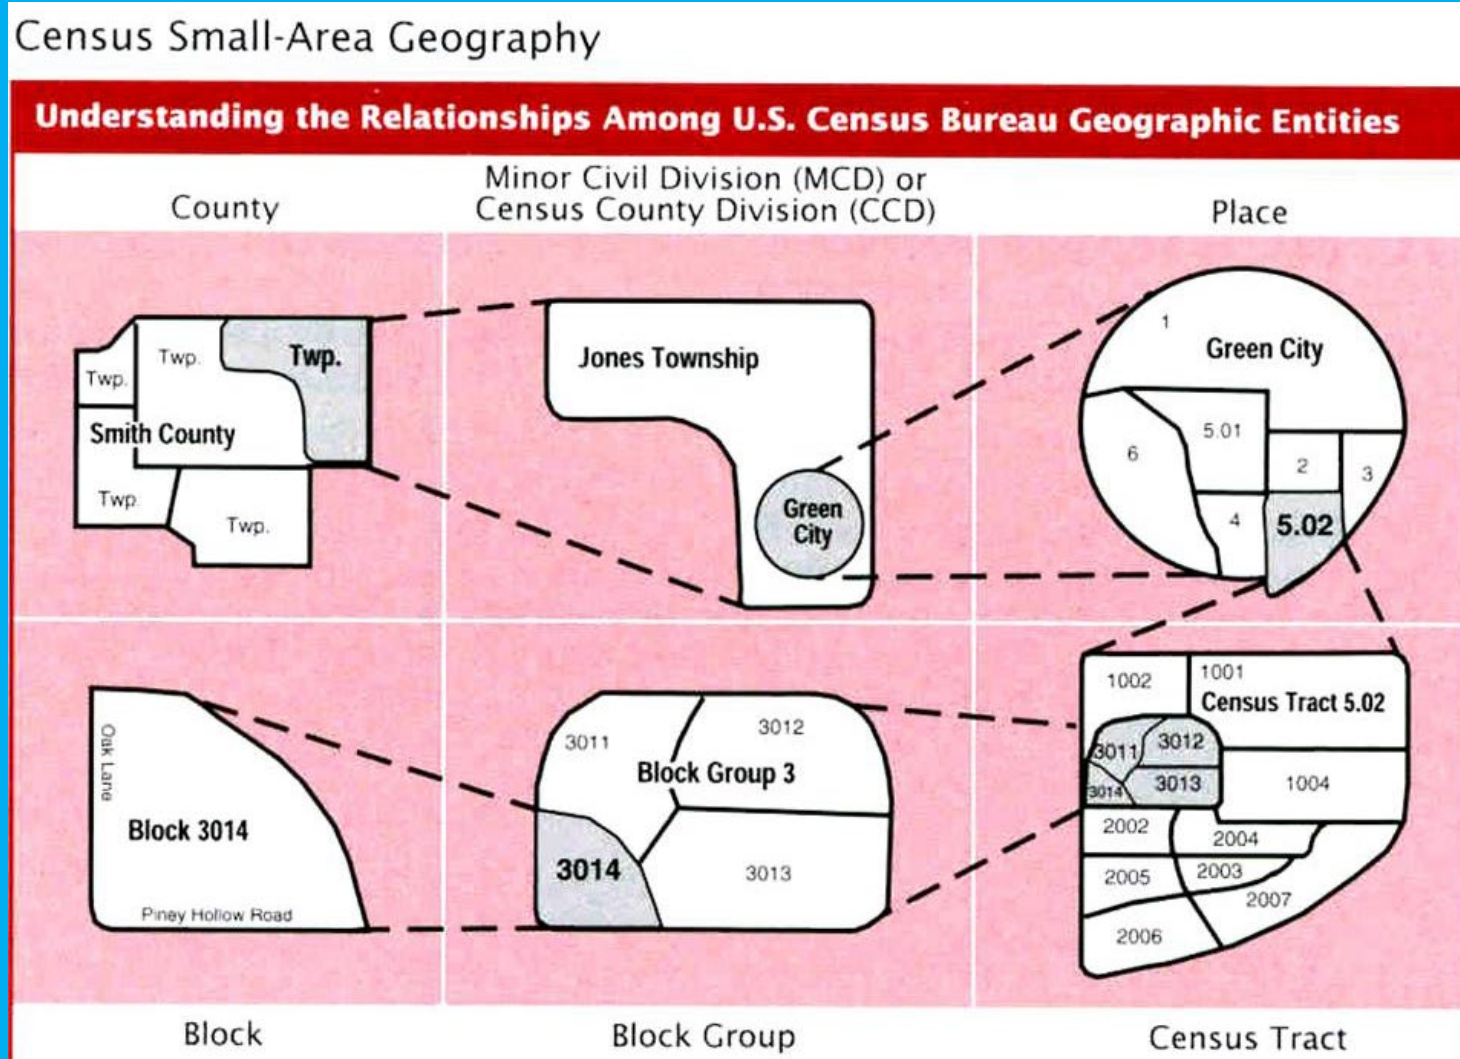 Census Small-Area Geography
Understanding the Relationships Among U.S. Census Bureau Geographic Entities
County
Minor Civil Division (MCD) or
Census County Division (CCD)
Place
Twp.
Twp.
Twp.
Smith County
Twp.
Twp.
Jones Township
Green
City
1
Green City
5.01
6
2
3
4
5.02
Oak Lane
Block 3014
Piney Hollow Road
3011
3012
Block Group 3
3014
3013
1002
1001
Census Tract 5.02
3011
3012
3014
3013
1004
2002
2004
2005
2003
2007
2006
Block
Block Group
Census Tract